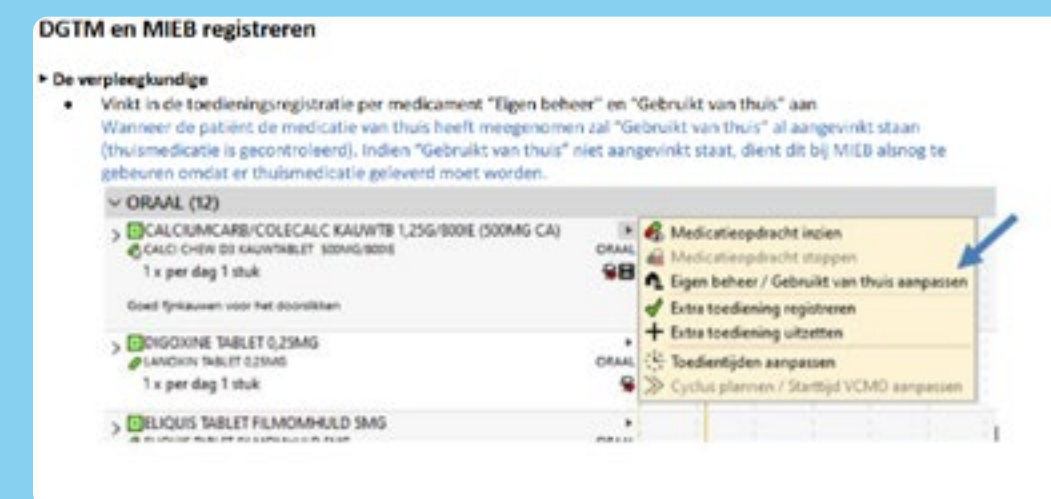 DGTM en MIEB registreren
▸ De verpleegkundige
• Vinkt in de toedieningsregistratie per medicament "Eigen beheer" en "Gebruikt van thuis" aan
Wanneer de patiënt de medicatie van thuis heeft meegenomen zal "Gebruikt van thuis" al aangevinkt staan
(thuismedicatie is gecontroleerd). Indien "Gebruikt van thuis" niet aangevinkt staat, dient dit bij MIEB alsnog te
gebeuren omdat er thuismedicatie geleverd moet worden.
ORAAL (12)
CALCIUMCARB/COLECALC KAUWTB 1,25G/800IE (500MG CA)
CALCI CHEW D3 KAUWTABLET 500MG/800IE ORAAL
1 x per dag 1 stuk
Goed fijnkauwen voor het doorslikken
DIGOXINE TABLET 0,25MG
LANOXIN TABLET 0,25MG ORAAL
1 x per dag 1 stuk
ELIQUIS TABLET FILMOMHULD 5MG
ELIQUIS TABLET FILMOMHULD 5MG ORAAL
Medicatieopdracht inzien
Medicatieopdracht stoppen
Eigen beheer / Gebruikt van thuis aanpassen
Extra toediening registreren
Extra toediening uitzetten
Toedientijden aanpassen
Cyclus plannen / Starttijd VCMO aanpassen